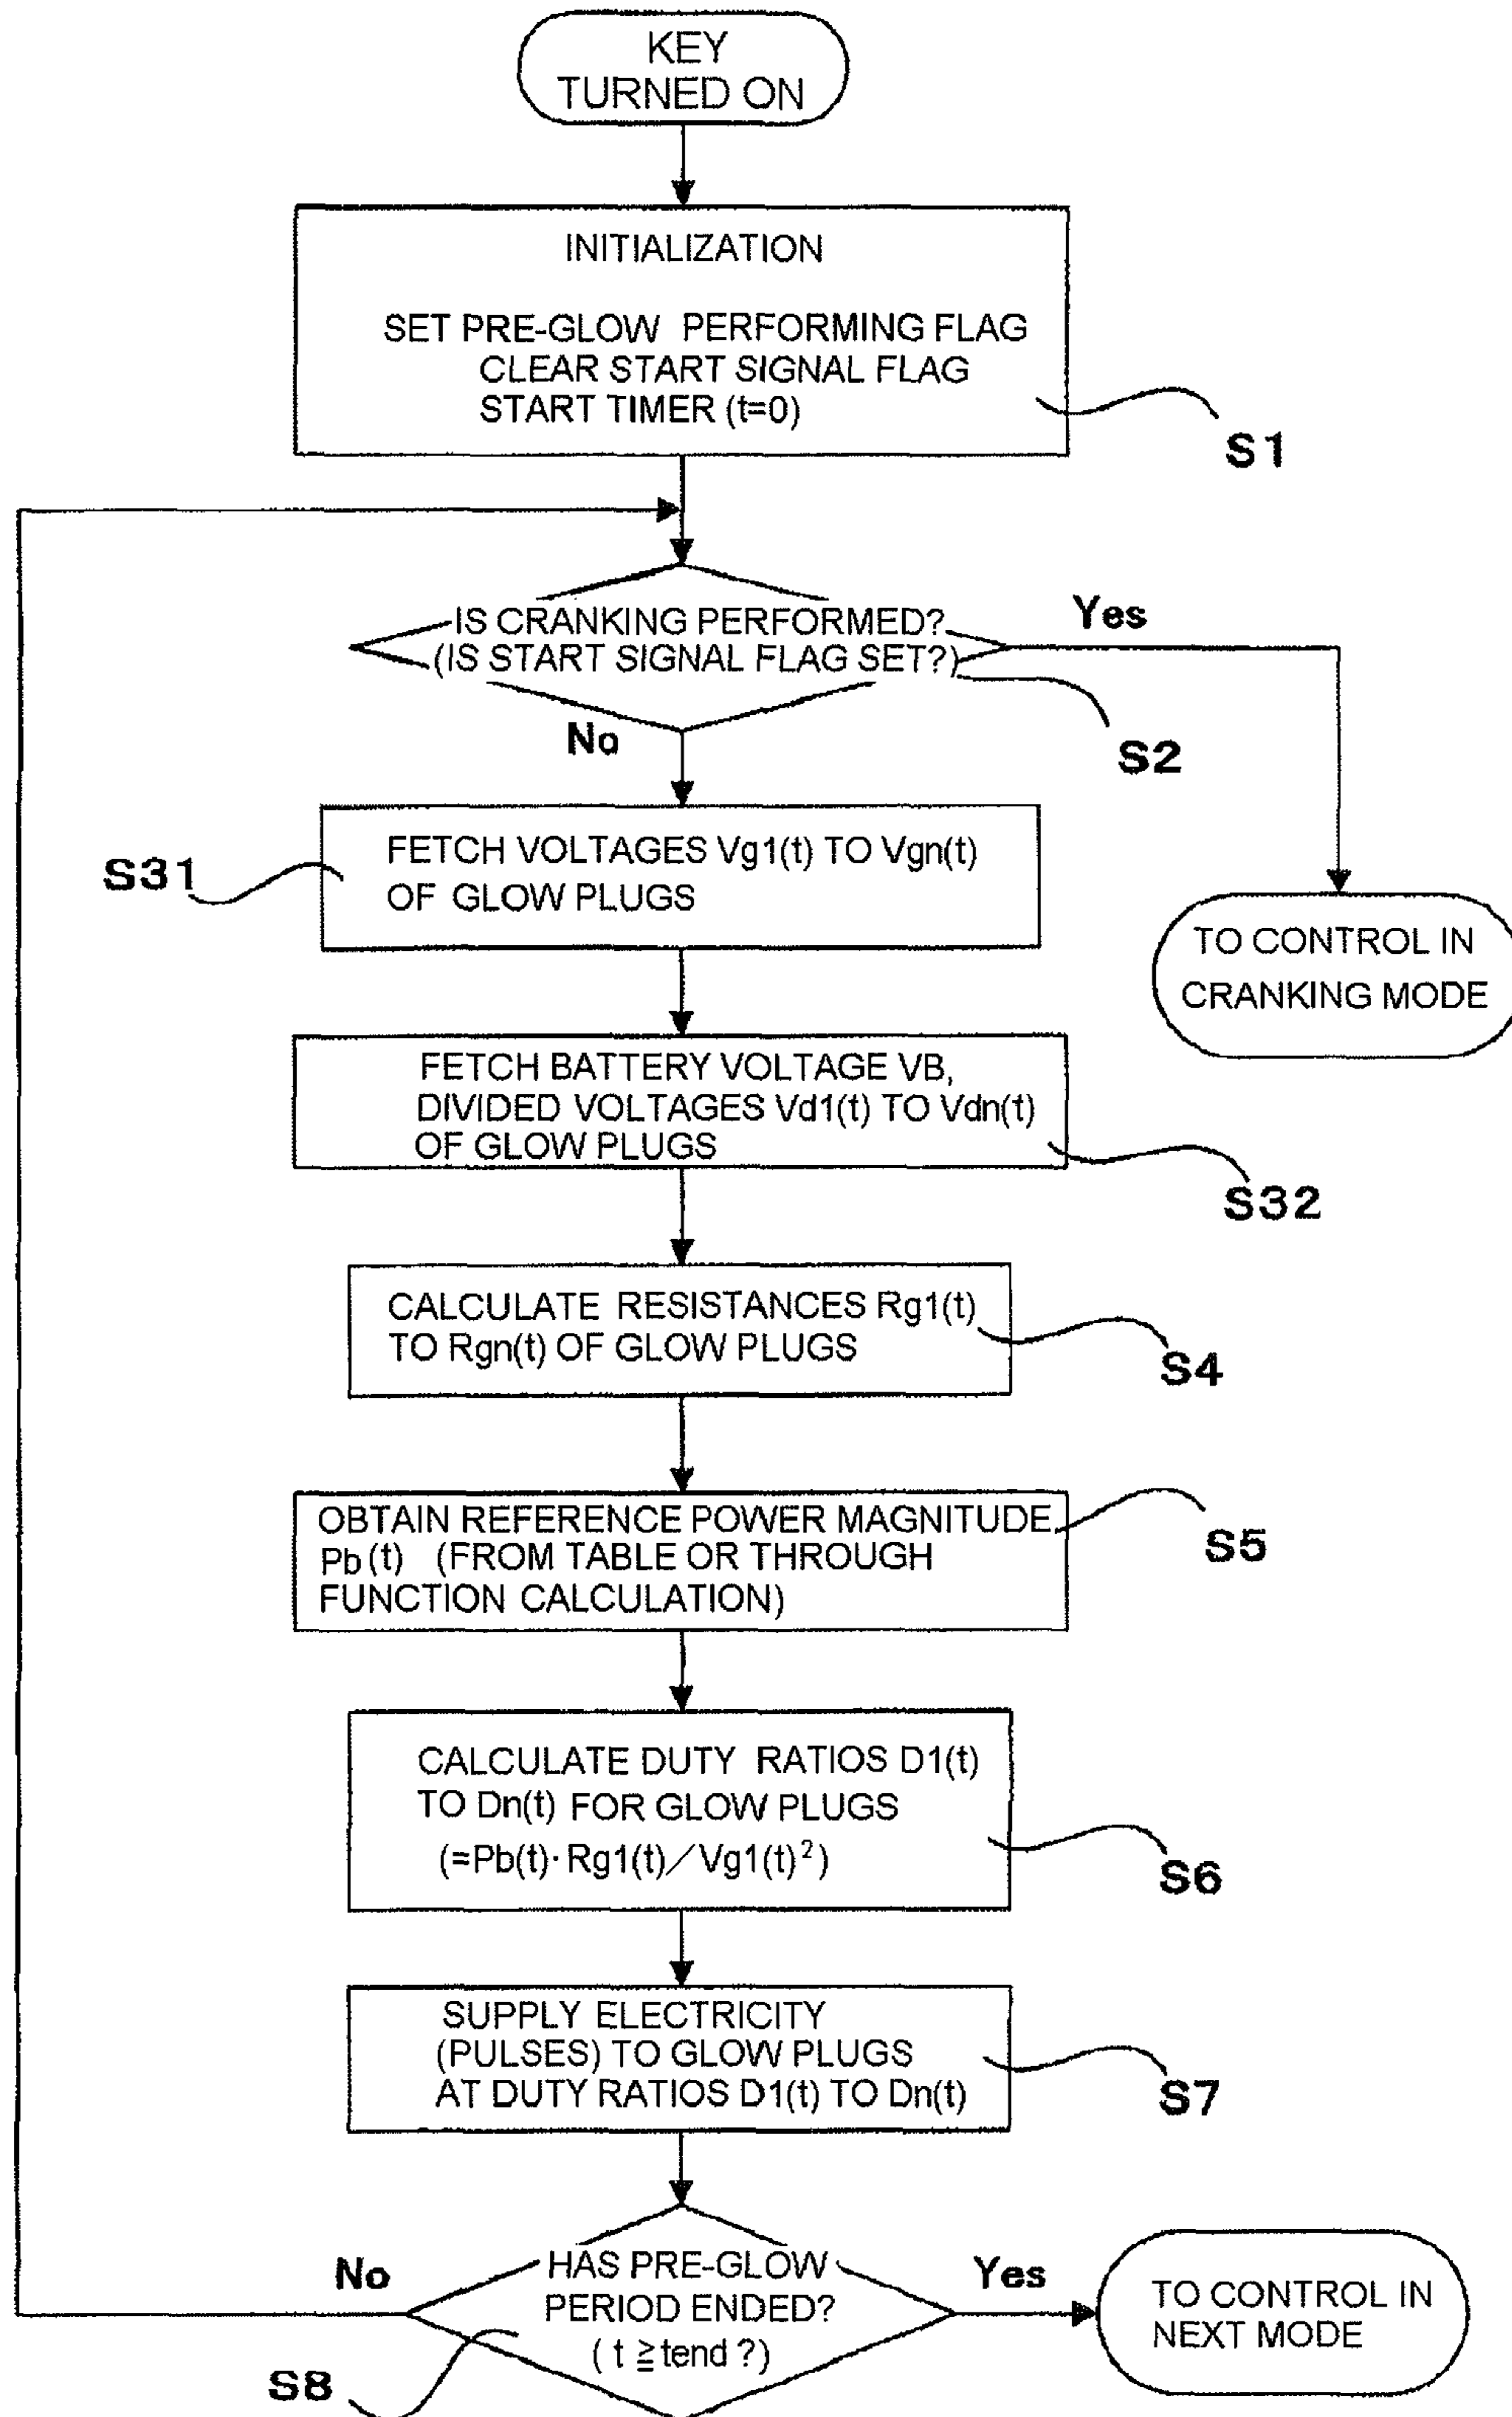 KEY
TURNED ON
INITIALIZATION
SET PRE-GLOW PERFORMING FLAG
CLEAR START SIGNAL FLAG
START TIMER (t=0)
S1
IS CRANKING PERFORMED?
(IS START SIGNAL FLAG SET?)
Yes
No
S2
FETCH VOLTAGES Vg1(t) TO Vgn(t)
OF GLOW PLUGS
S31
TO CONTROL IN
CRANKING MODE
FETCH BATTERY VOLTAGE VB,
DIVIDED VOLTAGES Vd1(t) TO Vdn(t)
OF GLOW PLUGS
S32
CALCULATE RESISTANCES Rg1(t)
TO Rgn(t) OF GLOW PLUGS
S4
OBTAIN REFERENCE POWER MAGNITUDE
Pb(t) (FROM TABLE OR THROUGH
FUNCTION CALCULATION)
S5
CALCULATE DUTY RATIOS D1(t)
TO Dn(t) FOR GLOW PLUGS
(=Pb(t)·Rg1(t)/Vg1(t)²)
S6
SUPPLY ELECTRICITY
(PULSES) TO GLOW PLUGS
AT DUTY RATIOS D1(t) TO Dn(t)
S7
HAS PRE-GLOW
PERIOD ENDED?
( t ≧tend ?)
No
Yes
S8
TO CONTROL IN
NEXT MODE